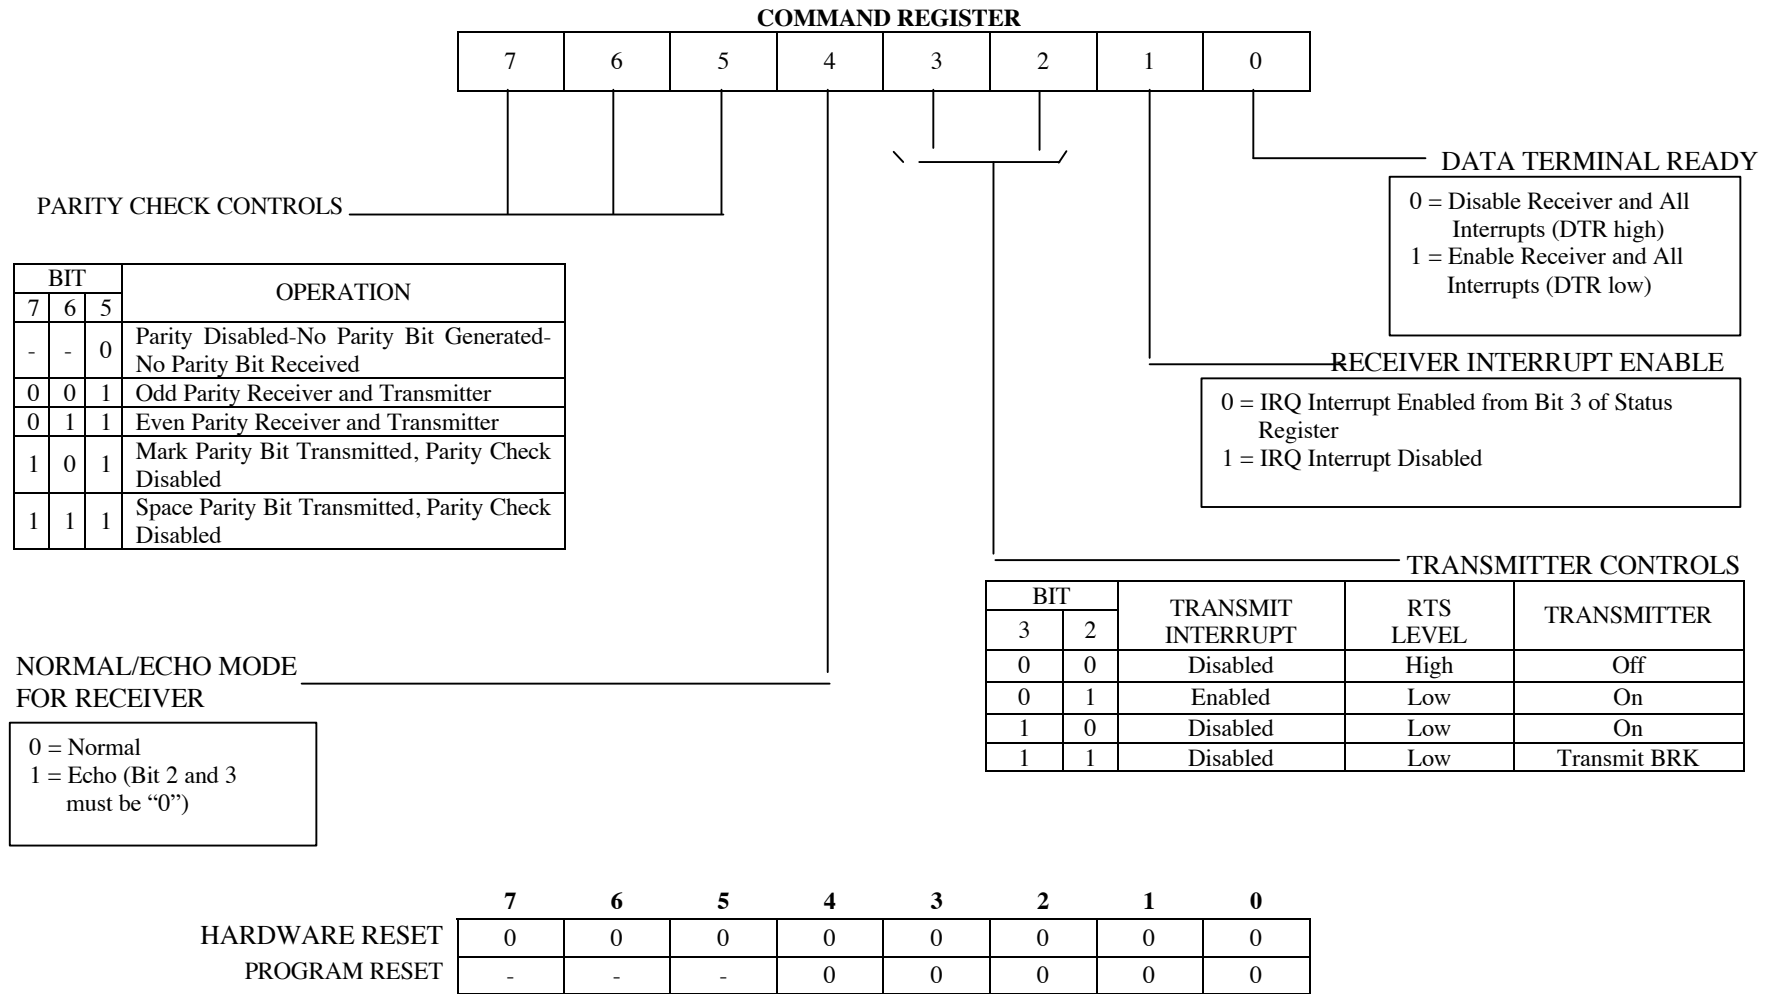 COMMAND REGISTER
7 6 5 4 3 2 1 0
DATA TERMINAL READY
0 = Disable Receiver and All
Interrupts (DTR high)
1 = Enable Receiver and All
Interrupts (DTR low)
PARITY CHECK CONTROLS
BIT OPERATION
7 6 5
- - 0 Parity Disabled-No Parity Bit Generated-
No Parity Bit Received
0 0 1 Odd Parity Receiver and Transmitter
0 1 1 Even Parity Receiver and Transmitter
1 0 1 Mark Parity Bit Transmitted, Parity Check
Disabled
1 1 1 Space Parity Bit Transmitted, Parity Check
Disabled
RECEIVER INTERRUPT ENABLE
0 = IRQ Interrupt Enabled from Bit 3 of Status
Register
1 = IRQ Interrupt Disabled
TRANSMITTER CONTROLS
BIT TRANSMIT RTS TRANSMITTER
3 2 INTERRUPT LEVEL
0 0 Disabled High Off
0 1 Enabled Low On
1 0 Disabled Low On
1 1 Disabled Low Transmit BRK
NORMAL/ECHO MODE
FOR RECEIVER
0 = Normal
1 = Echo (Bit 2 and 3
must be “0”)
7 6 5 4 3 2 1 0
HARDWARE RESET 0 0 0 0 0 0 0 0
PROGRAM RESET - - - 0 0 0 0 0